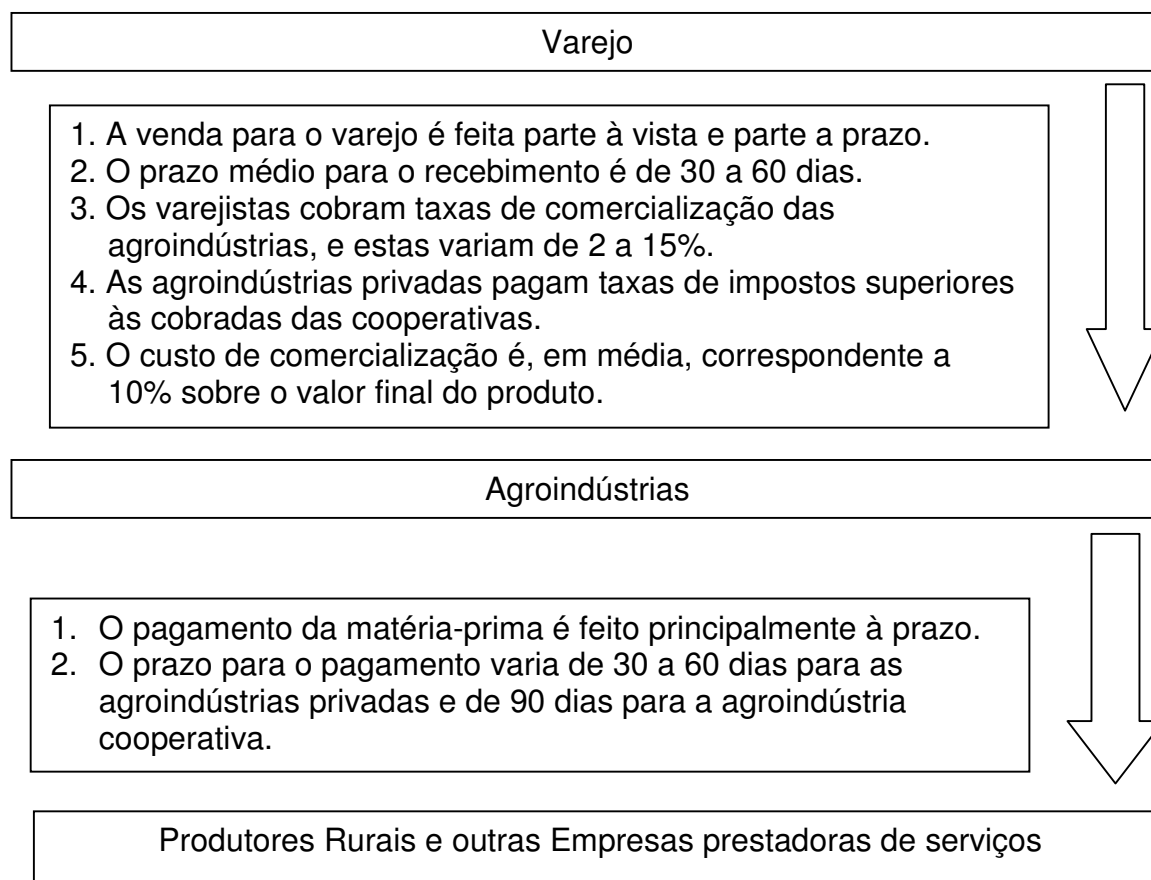 Varejo
1. A venda para o varejo é feita parte à vista e parte a prazo.
2. O prazo médio para o recebimento é de 30 a 60 dias.
3. Os varejistas cobram taxas de comercialização das
agroindústrias, e estas variam de 2 a 15%.
4. As agroindústrias privadas pagam taxas de impostos superiores
às cobradas das cooperativas.
5. O custo de comercialização é, em média, correspondente a
10% sobre o valor final do produto.
Agroindústrias
1. O pagamento da matéria-prima é feito principalmente à prazo.
2. O prazo para o pagamento varia de 30 a 60 dias para as
agroindústrias privadas e de 90 dias para a agroindústria
cooperativa.
Produtores Rurais e outras Empresas prestadoras de serviços